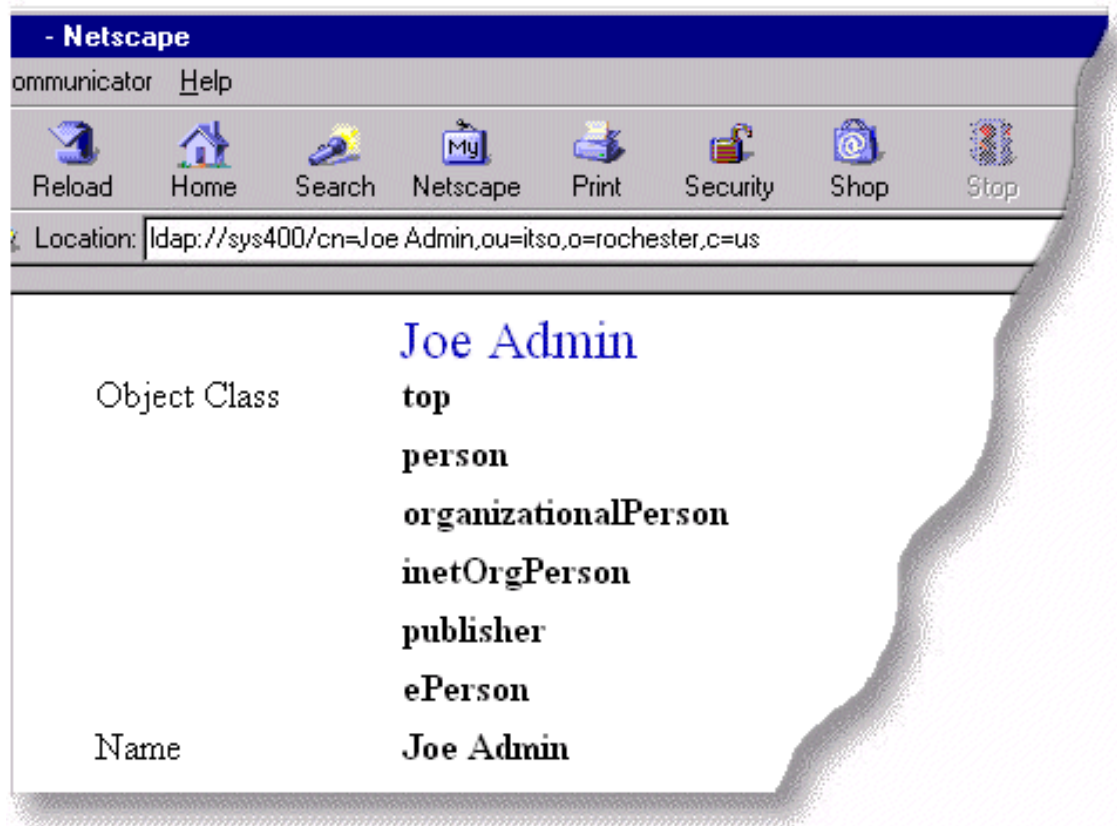 - Netscape
ommunicator Help
My
Reload Home Search Netscape Print Security Shop Stop
Location: ldap://sys400/cn=Joe Admin,ou=itso,o=rochester,c=us
Joe Admin
Object Class top
person
organizationalPerson
inetOrgPerson
publisher
ePerson
Name Joe Admin